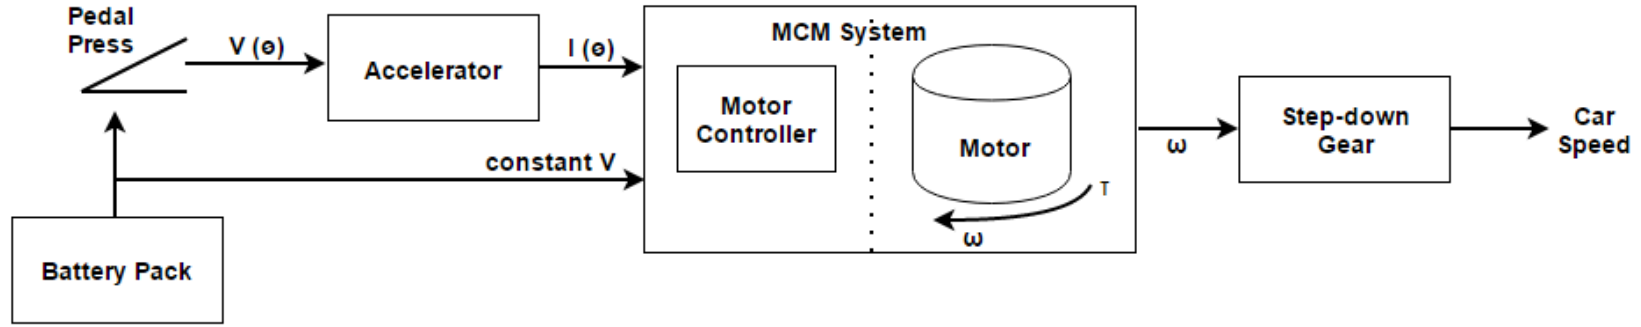 Pedal
Press
V (ɵ)
Accelerator
I (ɵ)
MCM System
Motor
Controller
Motor
T
ω
ω
Step-down
Gear
Car
Speed
constant V
Battery Pack